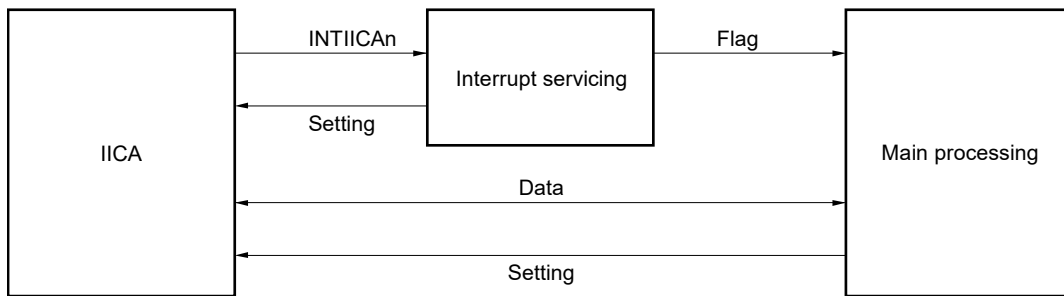 INTIICAn
Flag
Interrupt servicing
Setting
IICA
Main processing
Data
Setting